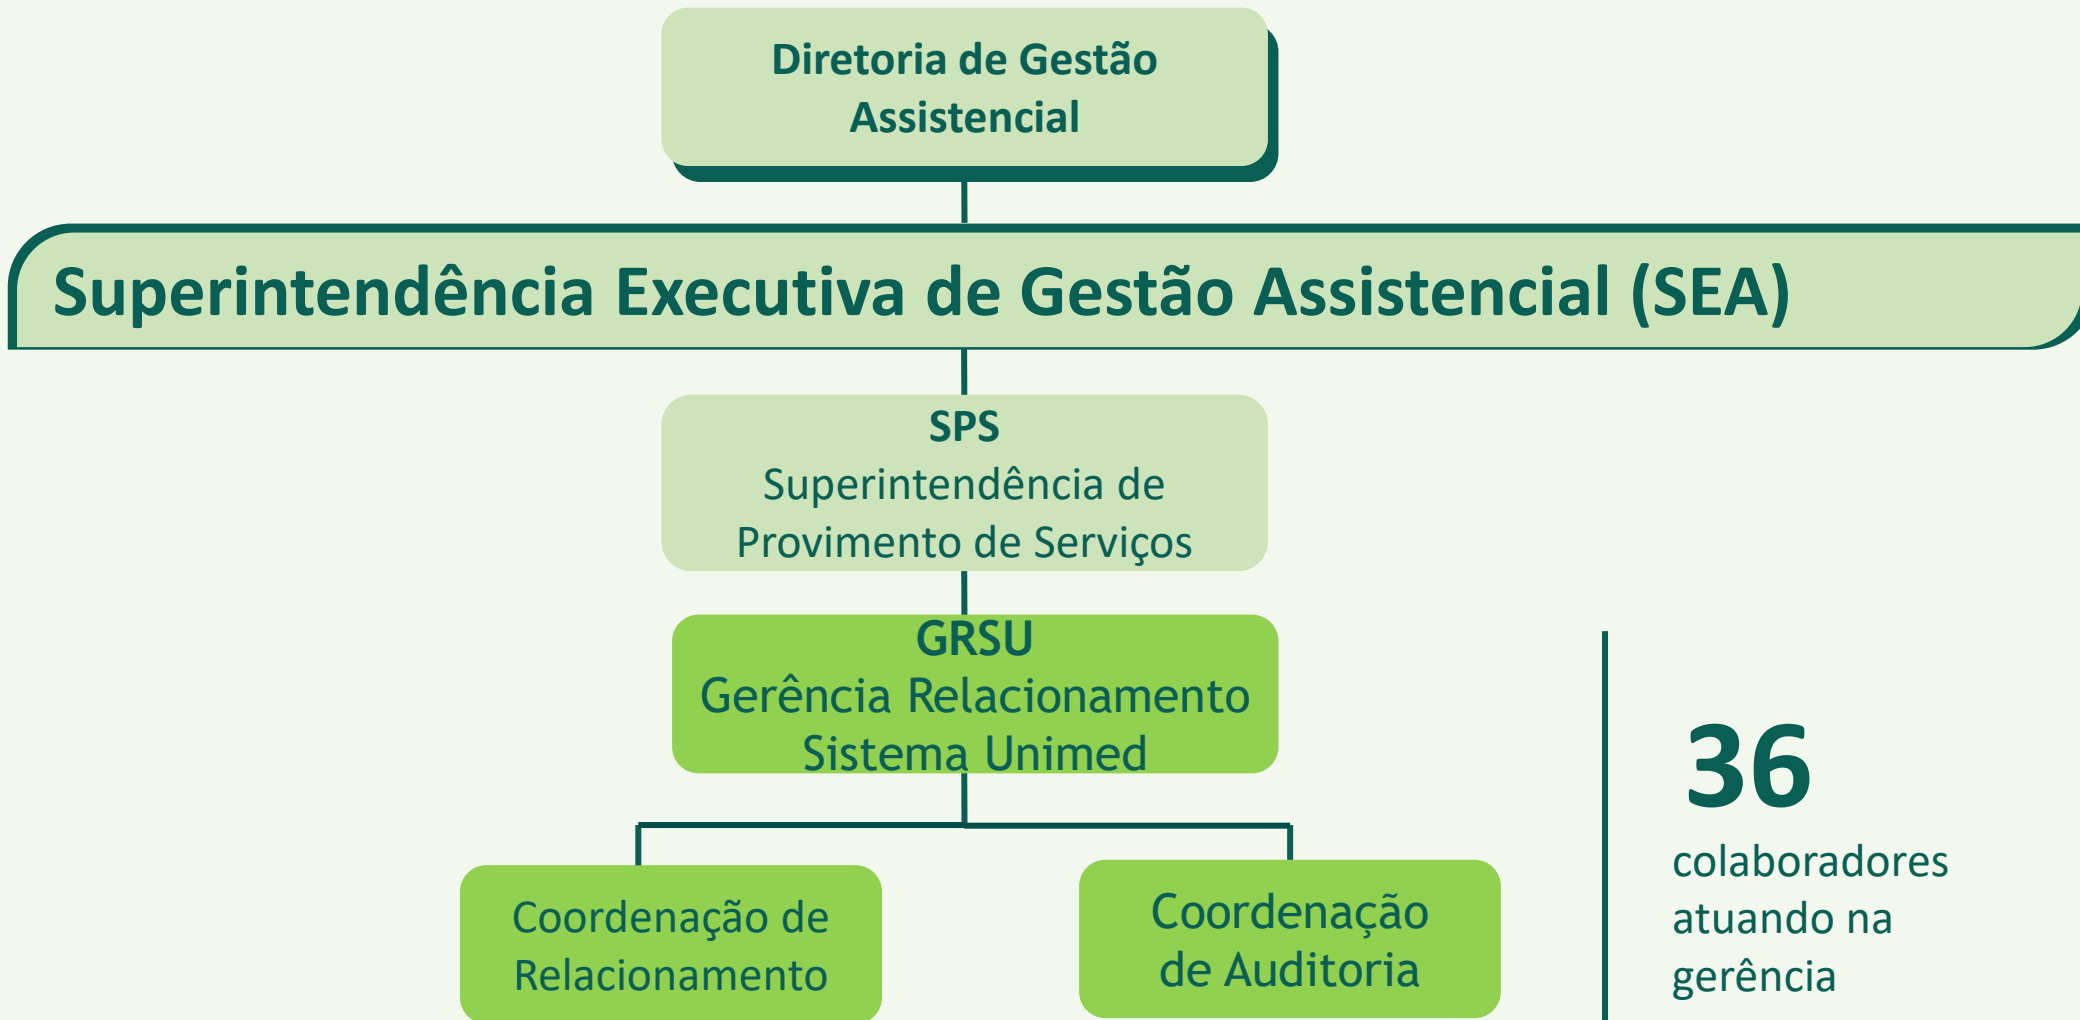 Diretoria de Gestão
Assistencial
Superintendência Executiva de Gestão Assistencial (SEA)
SPS
Superintendência de
Provimento de Serviços
GRSU
Gerência Relacionamento
Sistema Unimed
Coordenação de
Relacionamento
Coordenação
de Auditoria
36
colaboradores
atuando na
gerência